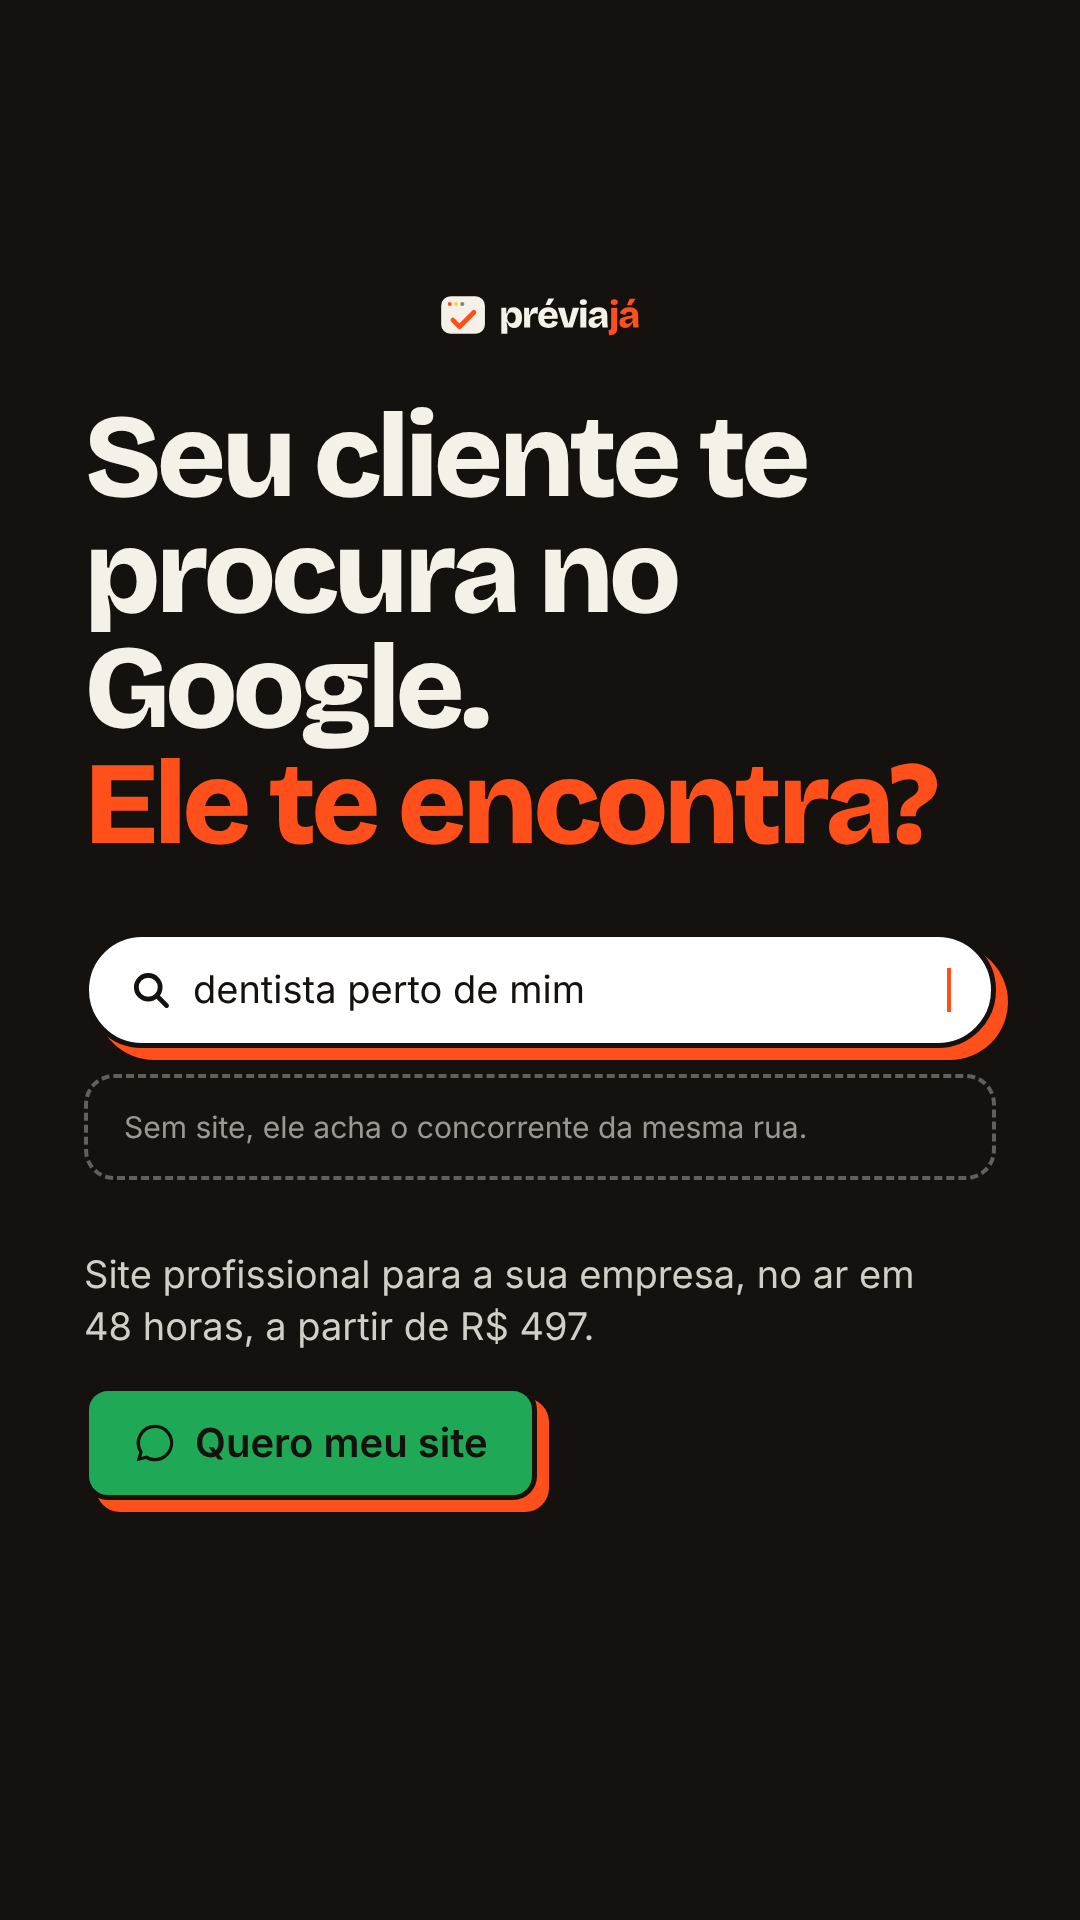 préviajá
Seu cliente te
procura no
Google.
Ele te encontra?
dentista perto de mim
Sem site, ele acha o concorrente da mesma rua.
Site profissional para a sua empresa, no ar em
48 horas, a partir de R$ 497.
Quero meu site